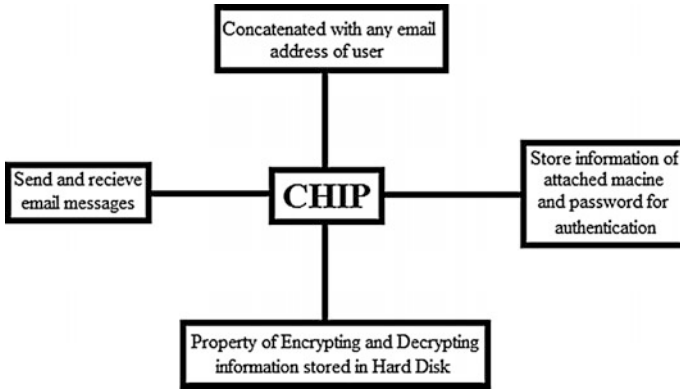 Concatenated with any email
address of user
Send and recieve
email messages
CHIP
Store information of
attached macine
and password for
authentication
Property of Encrypting and Decrypting
information stored in Hard Disk